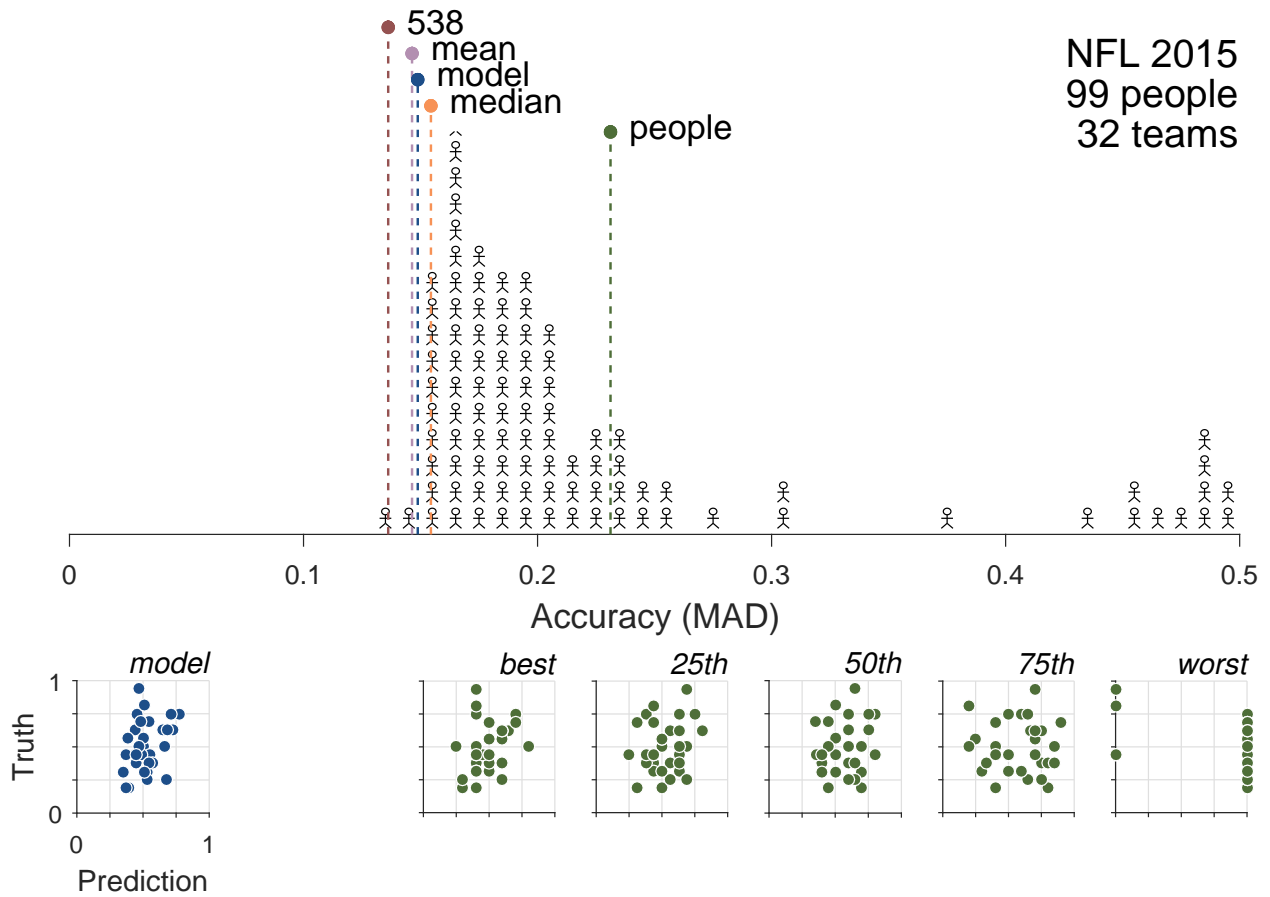 538
mean
model
median
people
NFL 2015
99 people
32 teams
0 0.1 0.2 0.3 0.4 0.5
Accuracy (MAD)
model best 25th 50th 75th worst
1
Truth
0
0 1
Prediction